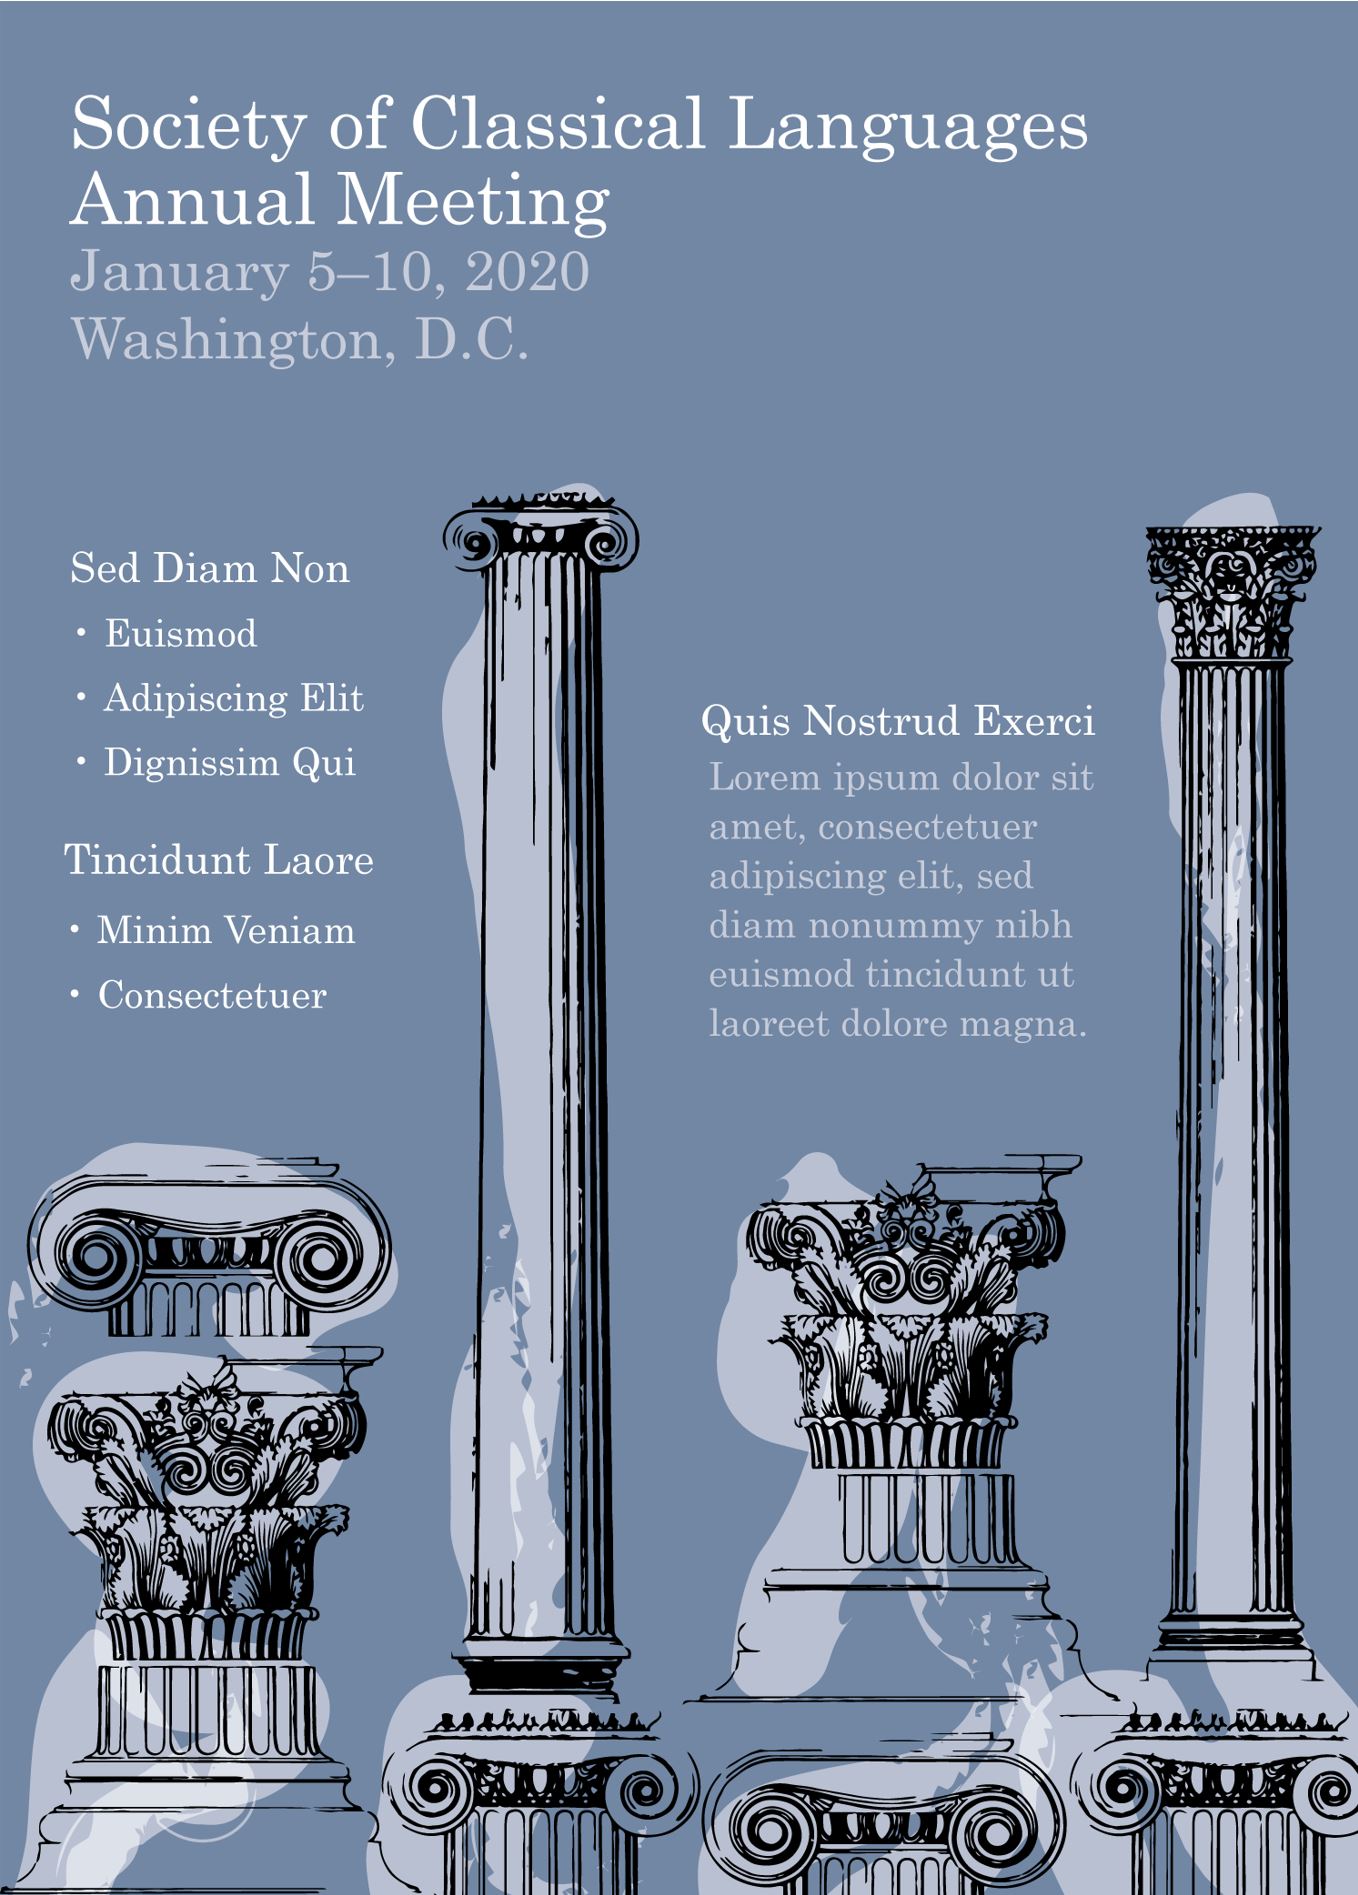 Society of Classical Languages
Annual Meeting
January 5–10, 2020
Washington, D.C.
Sed Diam Non
• Euismod
• Adipiscing Elit
• Dignissim Qui
Tincidunt Laore
• Minim Veniam
• Consectetuer
Quis Nostrud Exerci
Lorem ipsum dolor sit
amet, consectetuer
adipiscing elit, sed
diam nonummy nibh
euismod tincidunt ut
laoreet dolore magna.